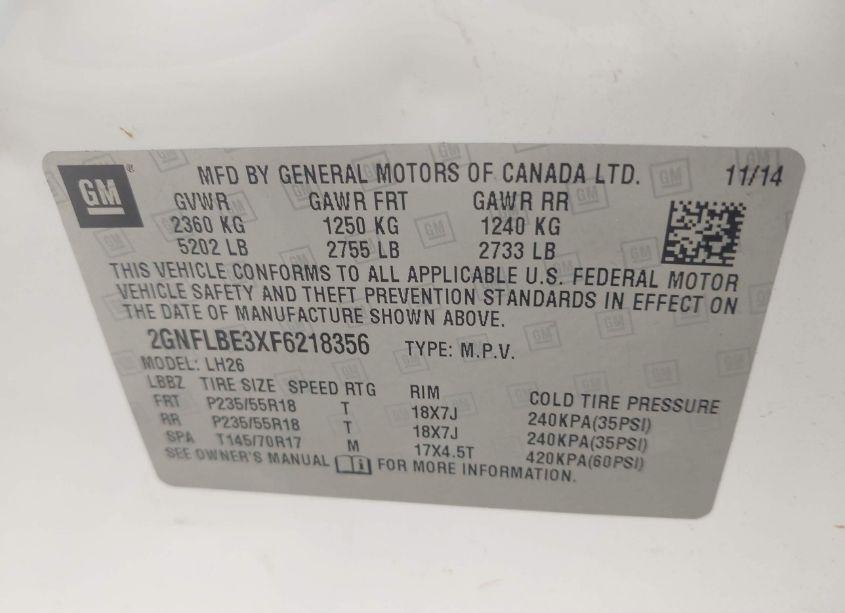 GM ® MFD BY GENERAL MOTORS OF CANADA LTD. 11/14
GVWR GAWR FRT GAWR RR
2360 KG 1250 KG 1240 KG
5202 LB 2755 LB 2733 LB
THIS VEHICLE CONFORMS TO ALL APPLICABLE U.S. FEDERAL MOTOR
VEHICLE SAFETY AND THEFT PREVENTION STANDARDS IN EFFECT ON
THE DATE OF MANUFACTURE SHOWN ABOVE.
2GNFLBE3XF6218356 TYPE: M.P.V.
MODEL: LH26
LBBZ TIRE SIZE SPEED RTG RIM COLD TIRE PRESSURE
FRT P235/55R18 T 18X7J 240KPA(35PSI)
RR P235/55R18 T 18X7J 240KPA(35PSI)
SPA T145/70R17 M 17X4.5T 420KPA(60PSI)
SEE OWNER'S MANUAL FOR MORE INFORMATION.